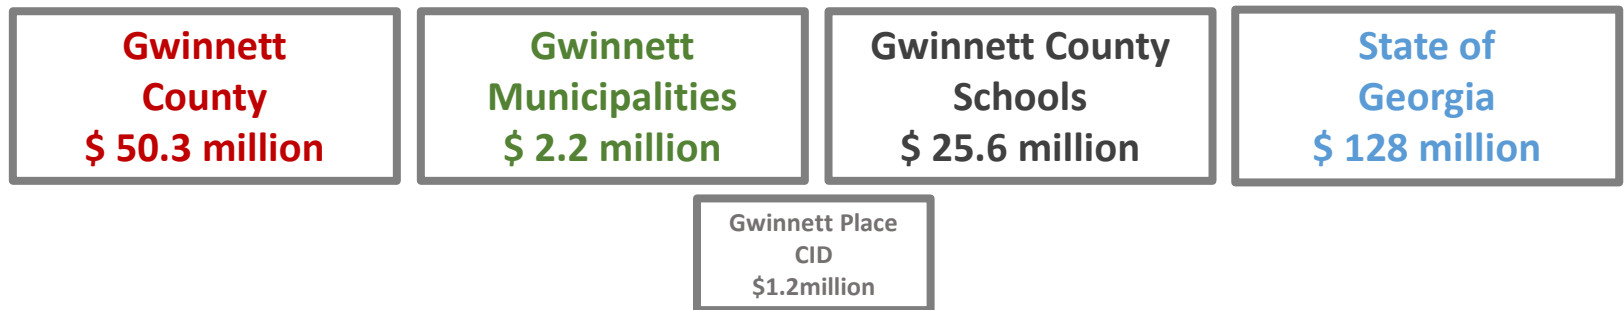 Gwinnett
County
$ 50.3 million
Gwinnett
Municipalities
$ 2.2 million
Gwinnett County
Schools
$ 25.6 million
State of
Georgia
$ 128 million
Gwinnett Place
CID
$1.2million